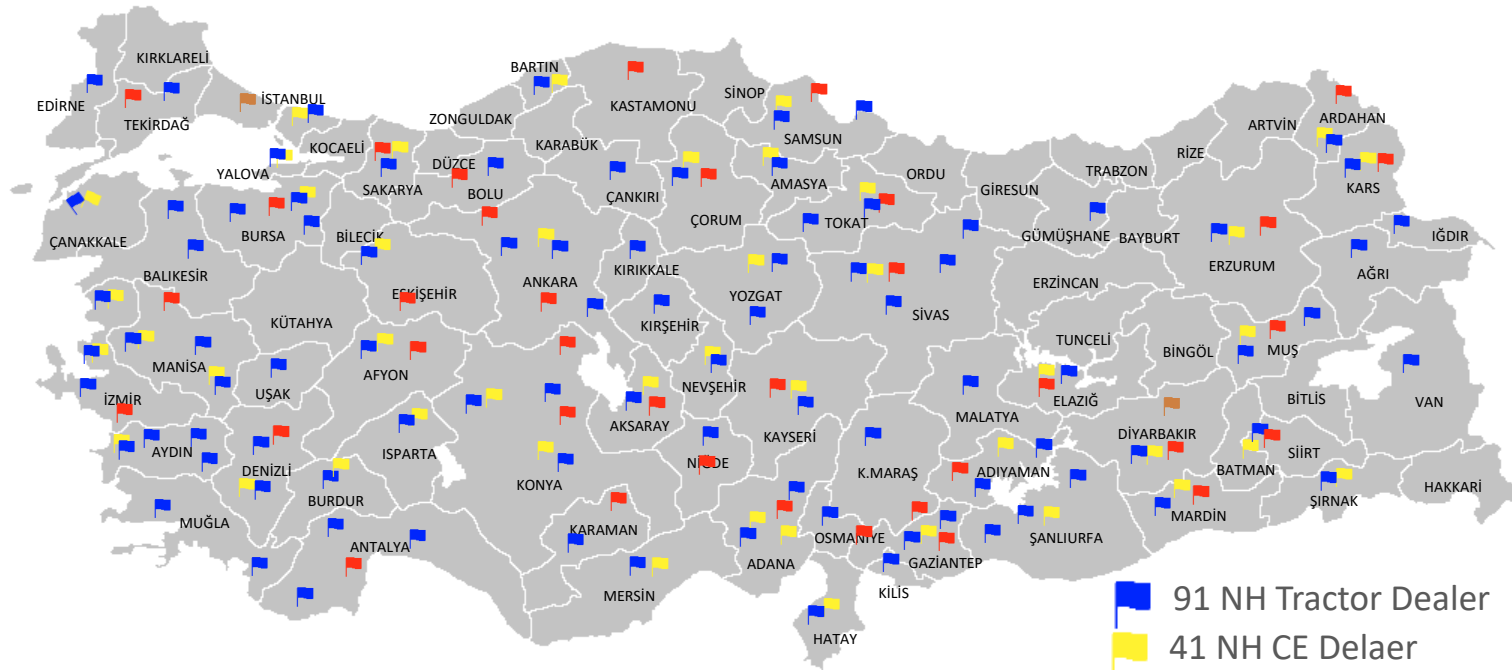 KIRKLARELİ
EDİRNE
TEKİRDAĞ
İSTANBUL
BARTIN
KASTAMONU
SİNOP
ZONGULDAK
KARABÜK
SAMSUN
ARTVİN
ARDAHAN
KOCAELİ
YALOVA
SAKARYA
DÜZCE
BOLU
ÇANKIRI
AMASYA
ORDU
GİRESUN
TRABZON
RİZE
KARS
ÇANAKKALE
BURSA
BİLECİK
ÇORUM
TOKAT
GÜMÜŞHANE
BAYBURT
ERZURUM
IĞDIR
AĞRI
BALIKESİR
KÜTAHYA
ESKİŞEHİR
ANKARA
KIRIKKALE
KIRŞEHİR
YOZGAT
SİVAS
ERZİNCAN
TUNCELİ
BİNGÖL
MUŞ
MANİSA
UŞAK
AFYON
NEVŞEHİR
İZMİR
AKSARAY
KAYSERİ
MALATYA
ELAZIĞ
BİTLİS
VAN
AYDIN
DENİZLİ
ISPARTA
BURDUR
KONYA
NİĞDE
K.MARAŞ
ADIYAMAN
DİYARBAKIR
BATMAN
SİİRT
ŞIRNAK
HAKKARİ
MUĞLA
ANTALYA
KARAMAN
MERSİN
ADANA
OSMANİYE
GAZİANTEP
KİLİS
HATAY
ŞANLIURFA
MARDİN
91 NH Tractor Dealer
41 NH CE Delaer